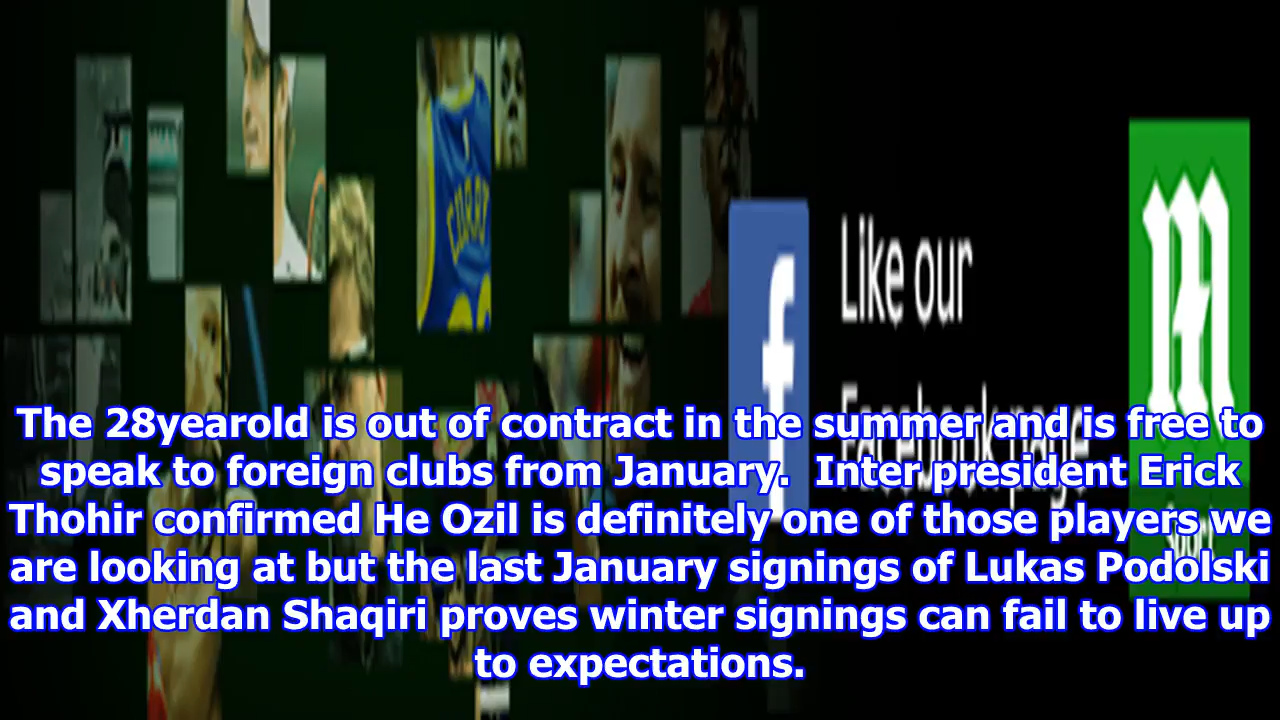 CURRY
Like our
Facebook page
The 28yearold is out of contract in the summer and is free to
speak to foreign clubs from January.  Inter president Erick
Thohir confirmed He Ozil is definitely one of those players we
are looking at but the last January signings of Lukas Podolski
and Xherdan Shaqiri proves winter signings can fail to live up
to expectations.